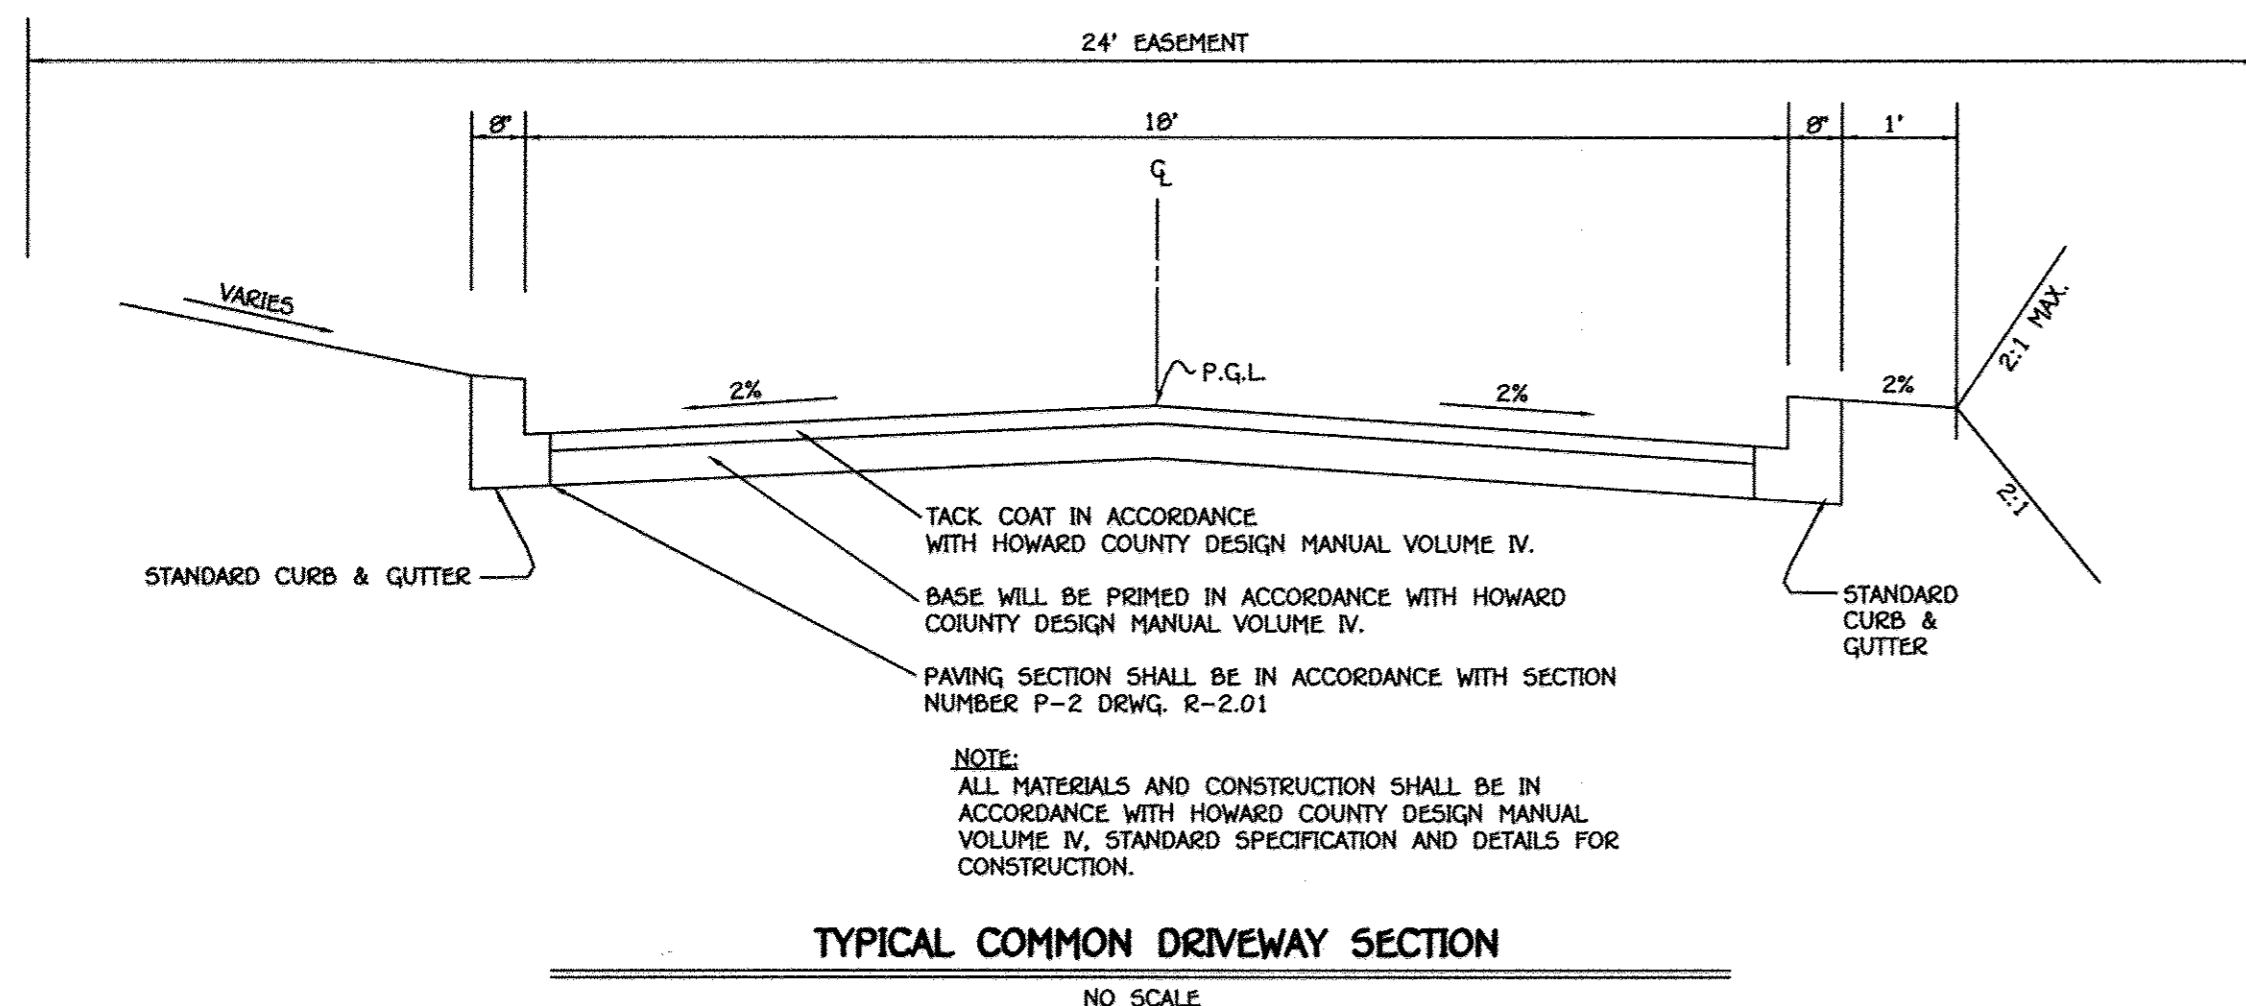 24' EASEMENT
8" 18' 8" 1'
℄
VARIES
2:1 MAX.
P.G.L.
2% 2% 2%
2:1
TACK COAT IN ACCORDANCE
WITH HOWARD COUNTY DESIGN MANUAL VOLUME IV.
STANDARD CURB & GUTTER
BASE WILL BE PRIMED IN ACCORDANCE WITH HOWARD
COIUNTY DESIGN MANUAL VOLUME IV.
STANDARD
CURB &
GUTTER
PAVING SECTION SHALL BE IN ACCORDANCE WITH SECTION
NUMBER P-2 DRWG. R-2.01
NOTE:
ALL MATERIALS AND CONSTRUCTION SHALL BE IN
ACCORDANCE WITH HOWARD COUNTY DESIGN MANUAL
VOLUME IV, STANDARD SPECIFICATION AND DETAILS FOR
CONSTRUCTION.
TYPICAL COMMON DRIVEWAY SECTION
NO SCALE